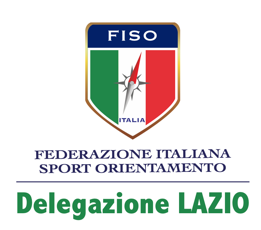 FISO
ITALIA
FEDERAZIONE ITALIANA
SPORT ORIENTAMENTO
Delegazione LAZIO